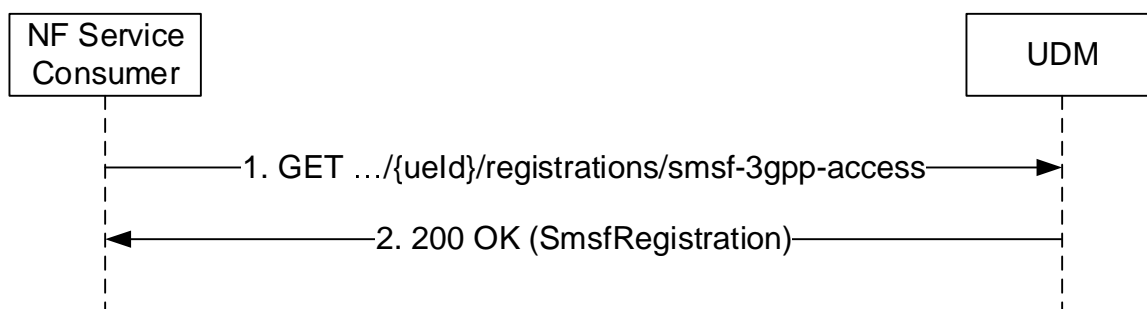 NF Service
Consumer
UDM
1. GET …/{ueId}/registrations/smsf-3gpp-access
2. 200 OK (SmsfRegistration)